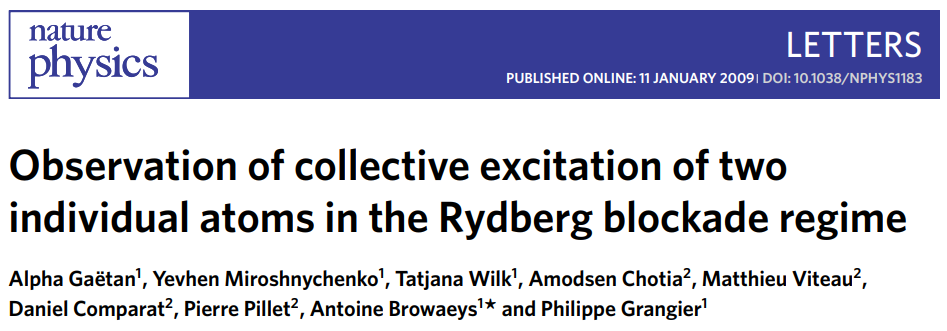 nature
physics
LETTERS
PUBLISHED ONLINE: 11 JANUARY 2009 | DOI: 10.1038/NPHYS1183
Observation of collective excitation of two
individual atoms in the Rydberg blockade regime
Alpha Gaëtan¹, Yevhen Miroshnychenko¹, Tatjana Wilk¹, Amodsen Chotia², Matthieu Viteau²,
Daniel Comparat², Pierre Pillet², Antoine Browaeys¹* and Philippe Grangier¹